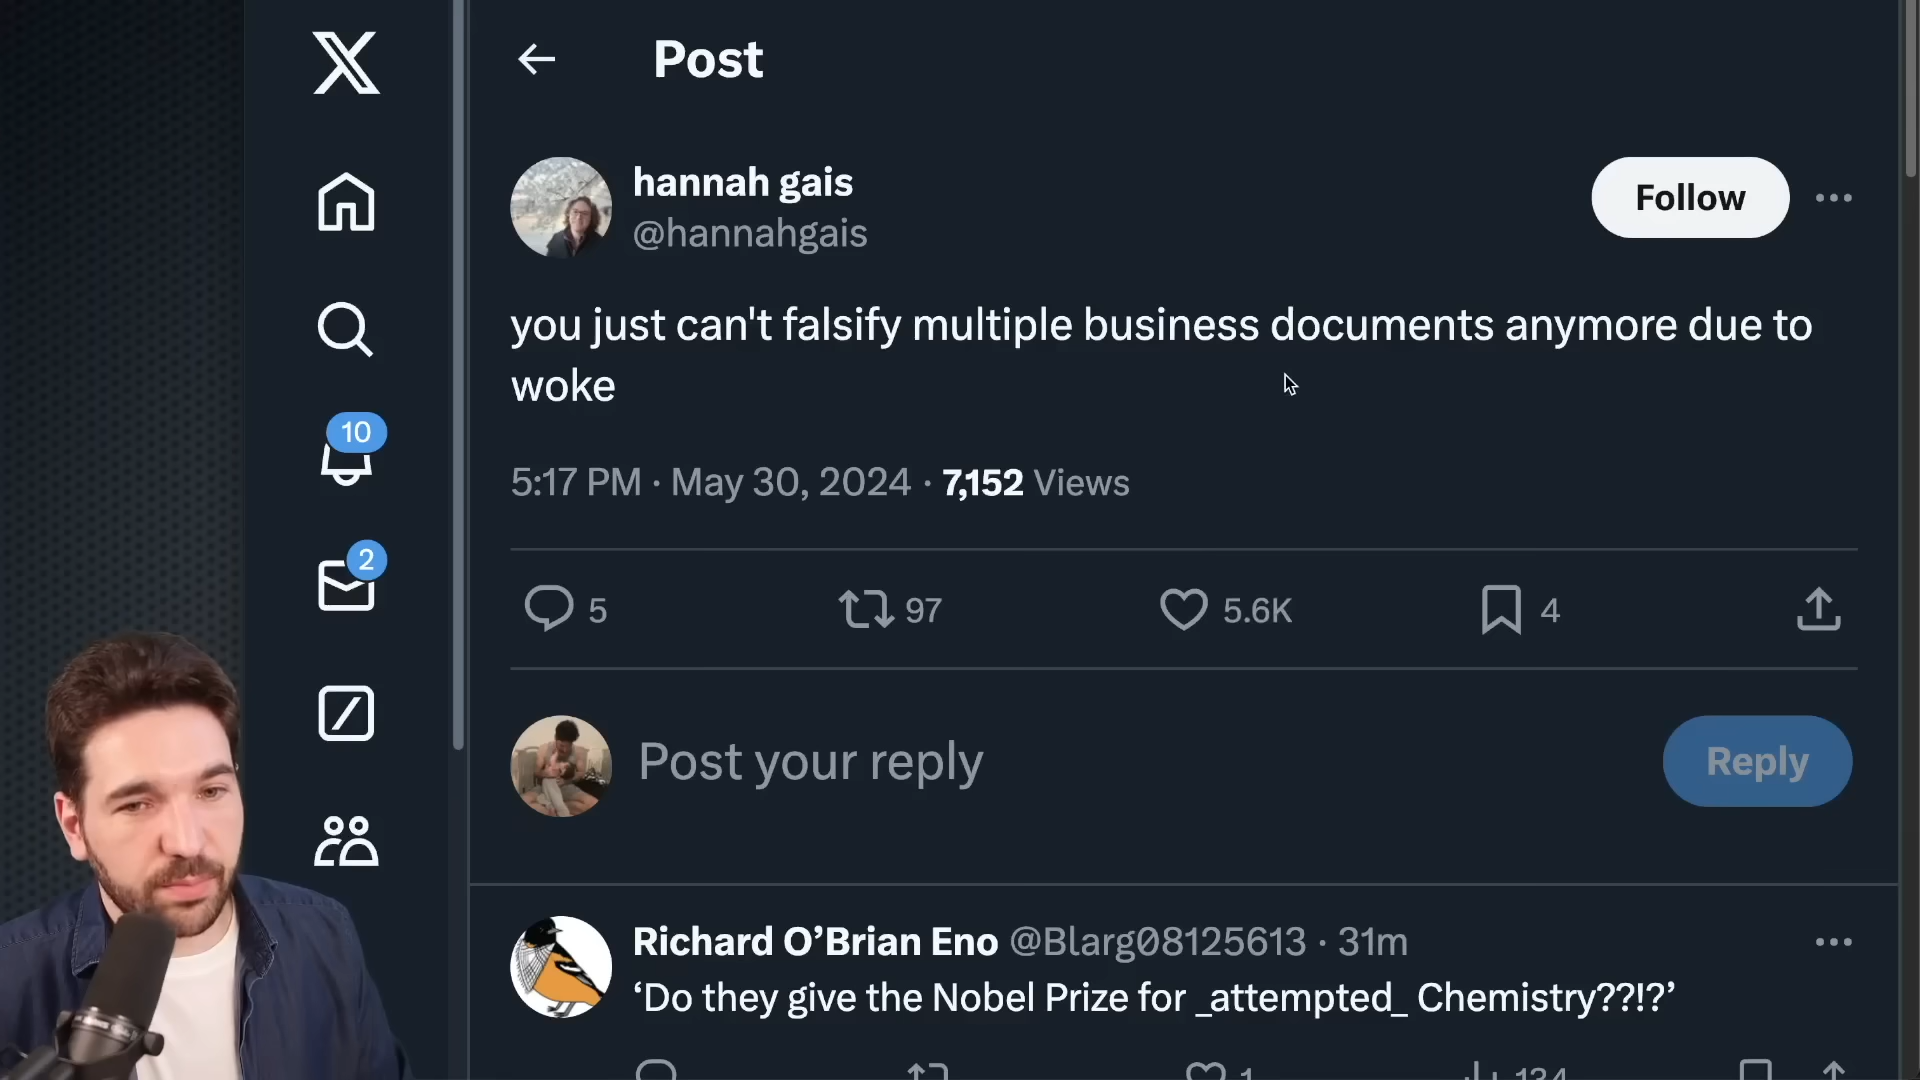 Post
hannah gais
@hannahgais
Follow
you just can't falsify multiple business documents anymore due to
woke
5:17 PM · May 30, 2024 · 7,152 Views
5
97
5.6K
4
Post your reply
Reply
10
2
Richard O’Brian Eno @Blarg08125613 · 31m
‘Do they give the Nobel Prize for _attempted_ Chemistry??!?’
1
134